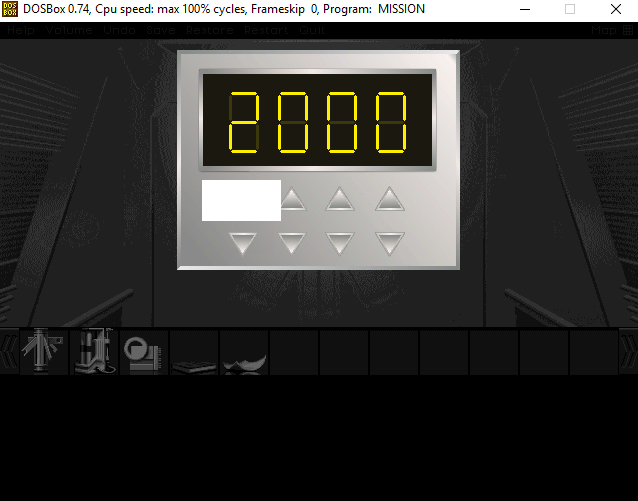 DOSBox 0.74, Cpu speed: max 100% cycles, Frameskip 0, Program: MISSION
Help Volume Undo Save Restore Restart Quit Map
2000